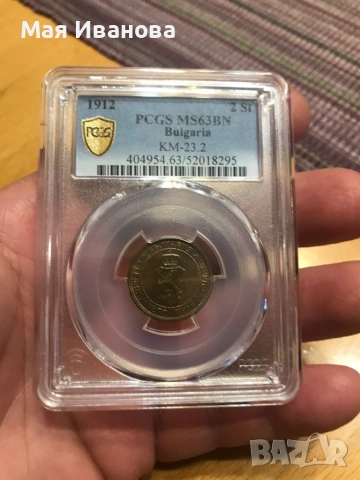 Мая Иванова
1912 2 St
PCGS MS63BN
Bulgaria
KM-23.2
404954.63/52018295
PCGS
BAZAR